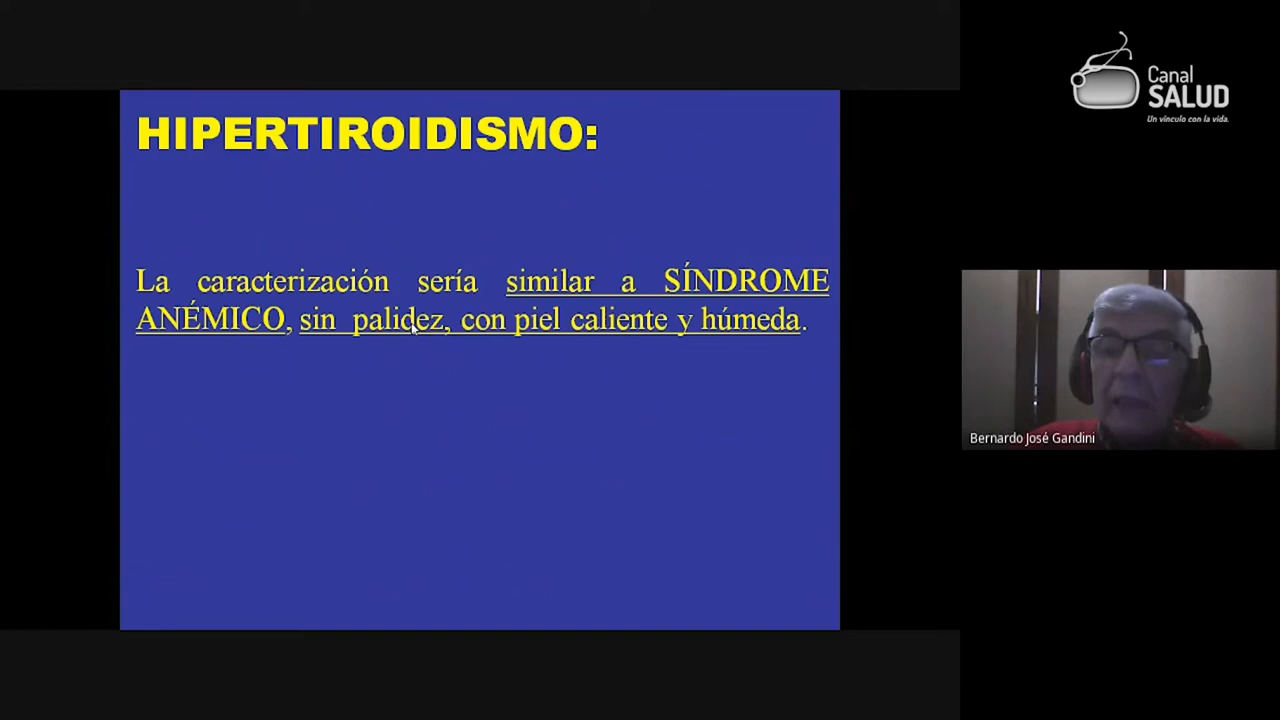 HIPERTIROIDISMO:
La caracterización sería similar a SÍNDROME
ANÉMICO, sin palidez, con piel caliente y húmeda.
Canal
SALUD
Un vínculo con la vida.
Bernardo José Gandini